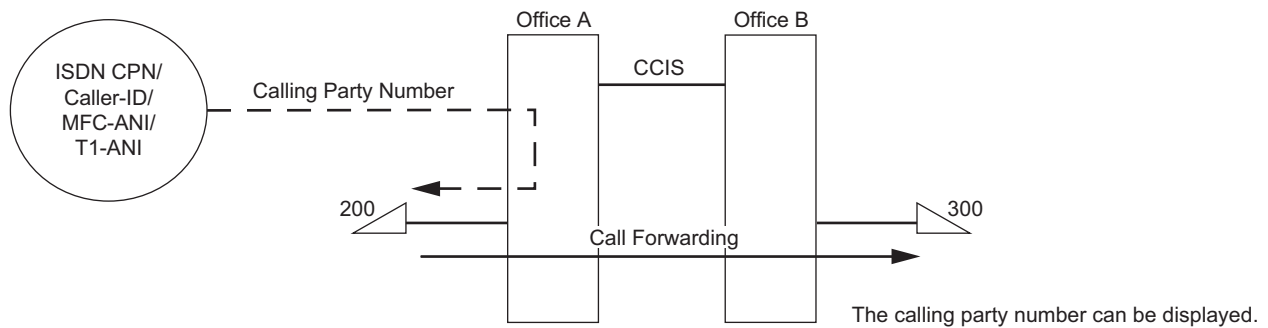 Office A
Office B
ISDN CPN/
Caller-ID/
MFC-ANI/
T1-ANI
Calling Party Number
CCIS
200
300
Call Forwarding
The calling party number can be displayed.